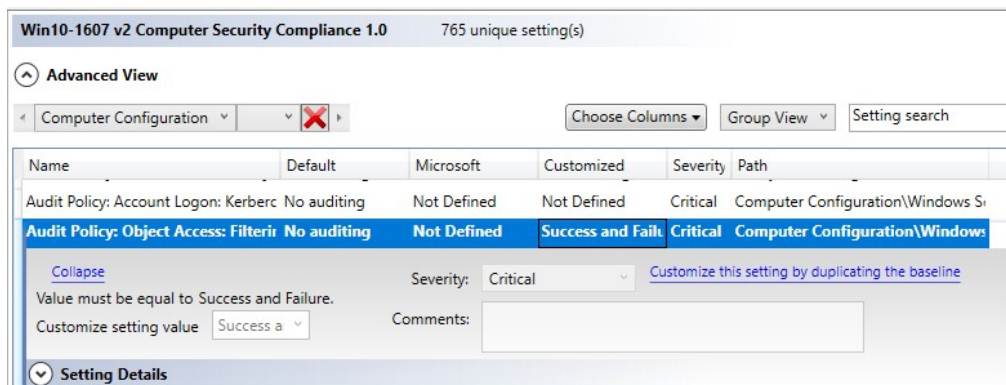 Win10-1607 v2 Computer Security Compliance 1.0 765 unique setting(s)
Advanced View
Computer Configuration Choose Columns Group View Setting search
Name Default Microsoft Customized Severity Path
Audit Policy: Account Logon: Kerberc No auditing Not Defined Not Defined Critical Computer Configuration\Windows Se
Audit Policy: Object Access: Filterin No auditing Not Defined Success and Failu Critical Computer Configuration\Windows
Collapse Severity: Critical Customize this setting by duplicating the baseline
Value must be equal to Success and Failure.
Customize setting value Success a Comments:
Setting Details